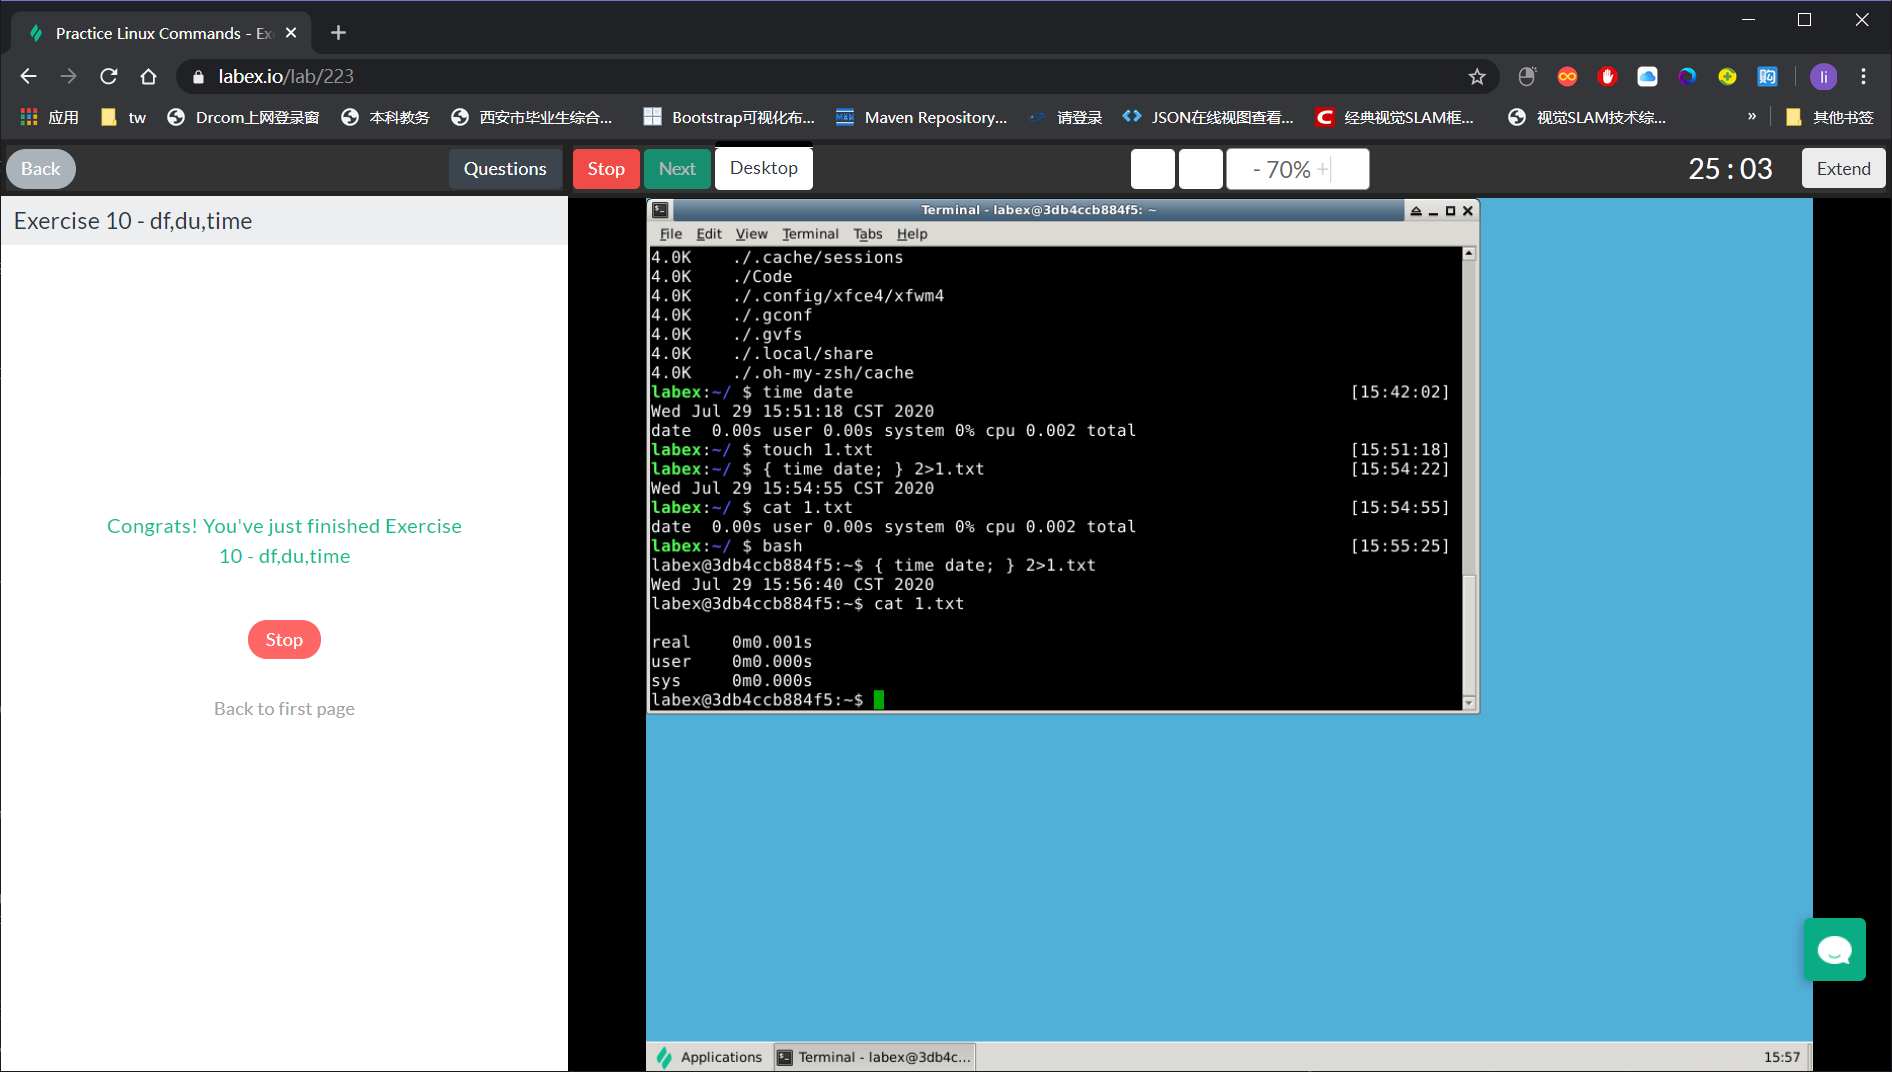 Practice Linux Commands - Ex
labex.io/lab/223
li
应用
tw
Drcom上网登录窗
本科教务
西安市毕业生综合...
Bootstrap可视化布...
Maven Repository...
请登录
JSON在线视图查看...
经典视觉SLAM框...
视觉SLAM技术综...
»
其他书签
Back
Questions
Stop
Next
Desktop
- 70% +
25:03
Extend
Exercise 10 - df,du,time
Congrats! You've just finished Exercise
10 - df,du,time
Stop
Back to first page
Terminal - labex@3db4ccb884f5: ~
File Edit View Terminal Tabs Help
4.0K ./.cache/sessions
4.0K ./Code
4.0K ./.config/xfce4/xfwm4
4.0K ./.gconf
4.0K ./.gvfs
4.0K ./.local/share
4.0K ./.oh-my-zsh/cache
labex:~/ $ time date [15:42:02]
Wed Jul 29 15:51:18 CST 2020
date 0.00s user 0.00s system 0% cpu 0.002 total
labex:~/ $ touch 1.txt [15:51:18]
labex:~/ $ { time date; } 2>1.txt [15:54:22]
Wed Jul 29 15:54:55 CST 2020
labex:~/ $ cat 1.txt [15:54:55]
date 0.00s user 0.00s system 0% cpu 0.002 total
labex:~/ $ bash [15:55:25]
labex@3db4ccb884f5:~$ { time date; } 2>1.txt
Wed Jul 29 15:56:40 CST 2020
labex@3db4ccb884f5:~$ cat 1.txt
real 0m0.001s
user 0m0.000s
sys 0m0.000s
labex@3db4ccb884f5:~$
Applications
Terminal - labex@3db4c...
15:57